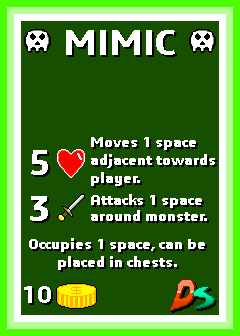 MIMIC
5
Moves 1 space
adjacent towards
player.
3
Attacks 1 space
around monster.
Occupies 1 space, can be
placed in chests.
10
DS